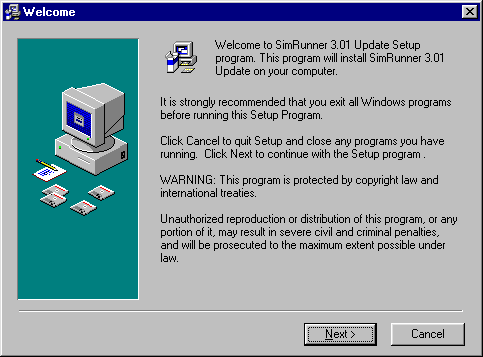 Welcome
Welcome to SimRunner 3.01 Update Setup
program. This program will install SimRunner 3.01
Update on your computer.
It is strongly recommended that you exit all Windows programs
before running this Setup Program.
Click Cancel to quit Setup and close any programs you have
running. Click Next to continue with the Setup program .
WARNING: This program is protected by copyright law and
international treaties.
Unauthorized reproduction or distribution of this program, or any
portion of it, may result in severe civil and criminal penalties,
and will be prosecuted to the maximum extent possible under
law.
Next >
Cancel